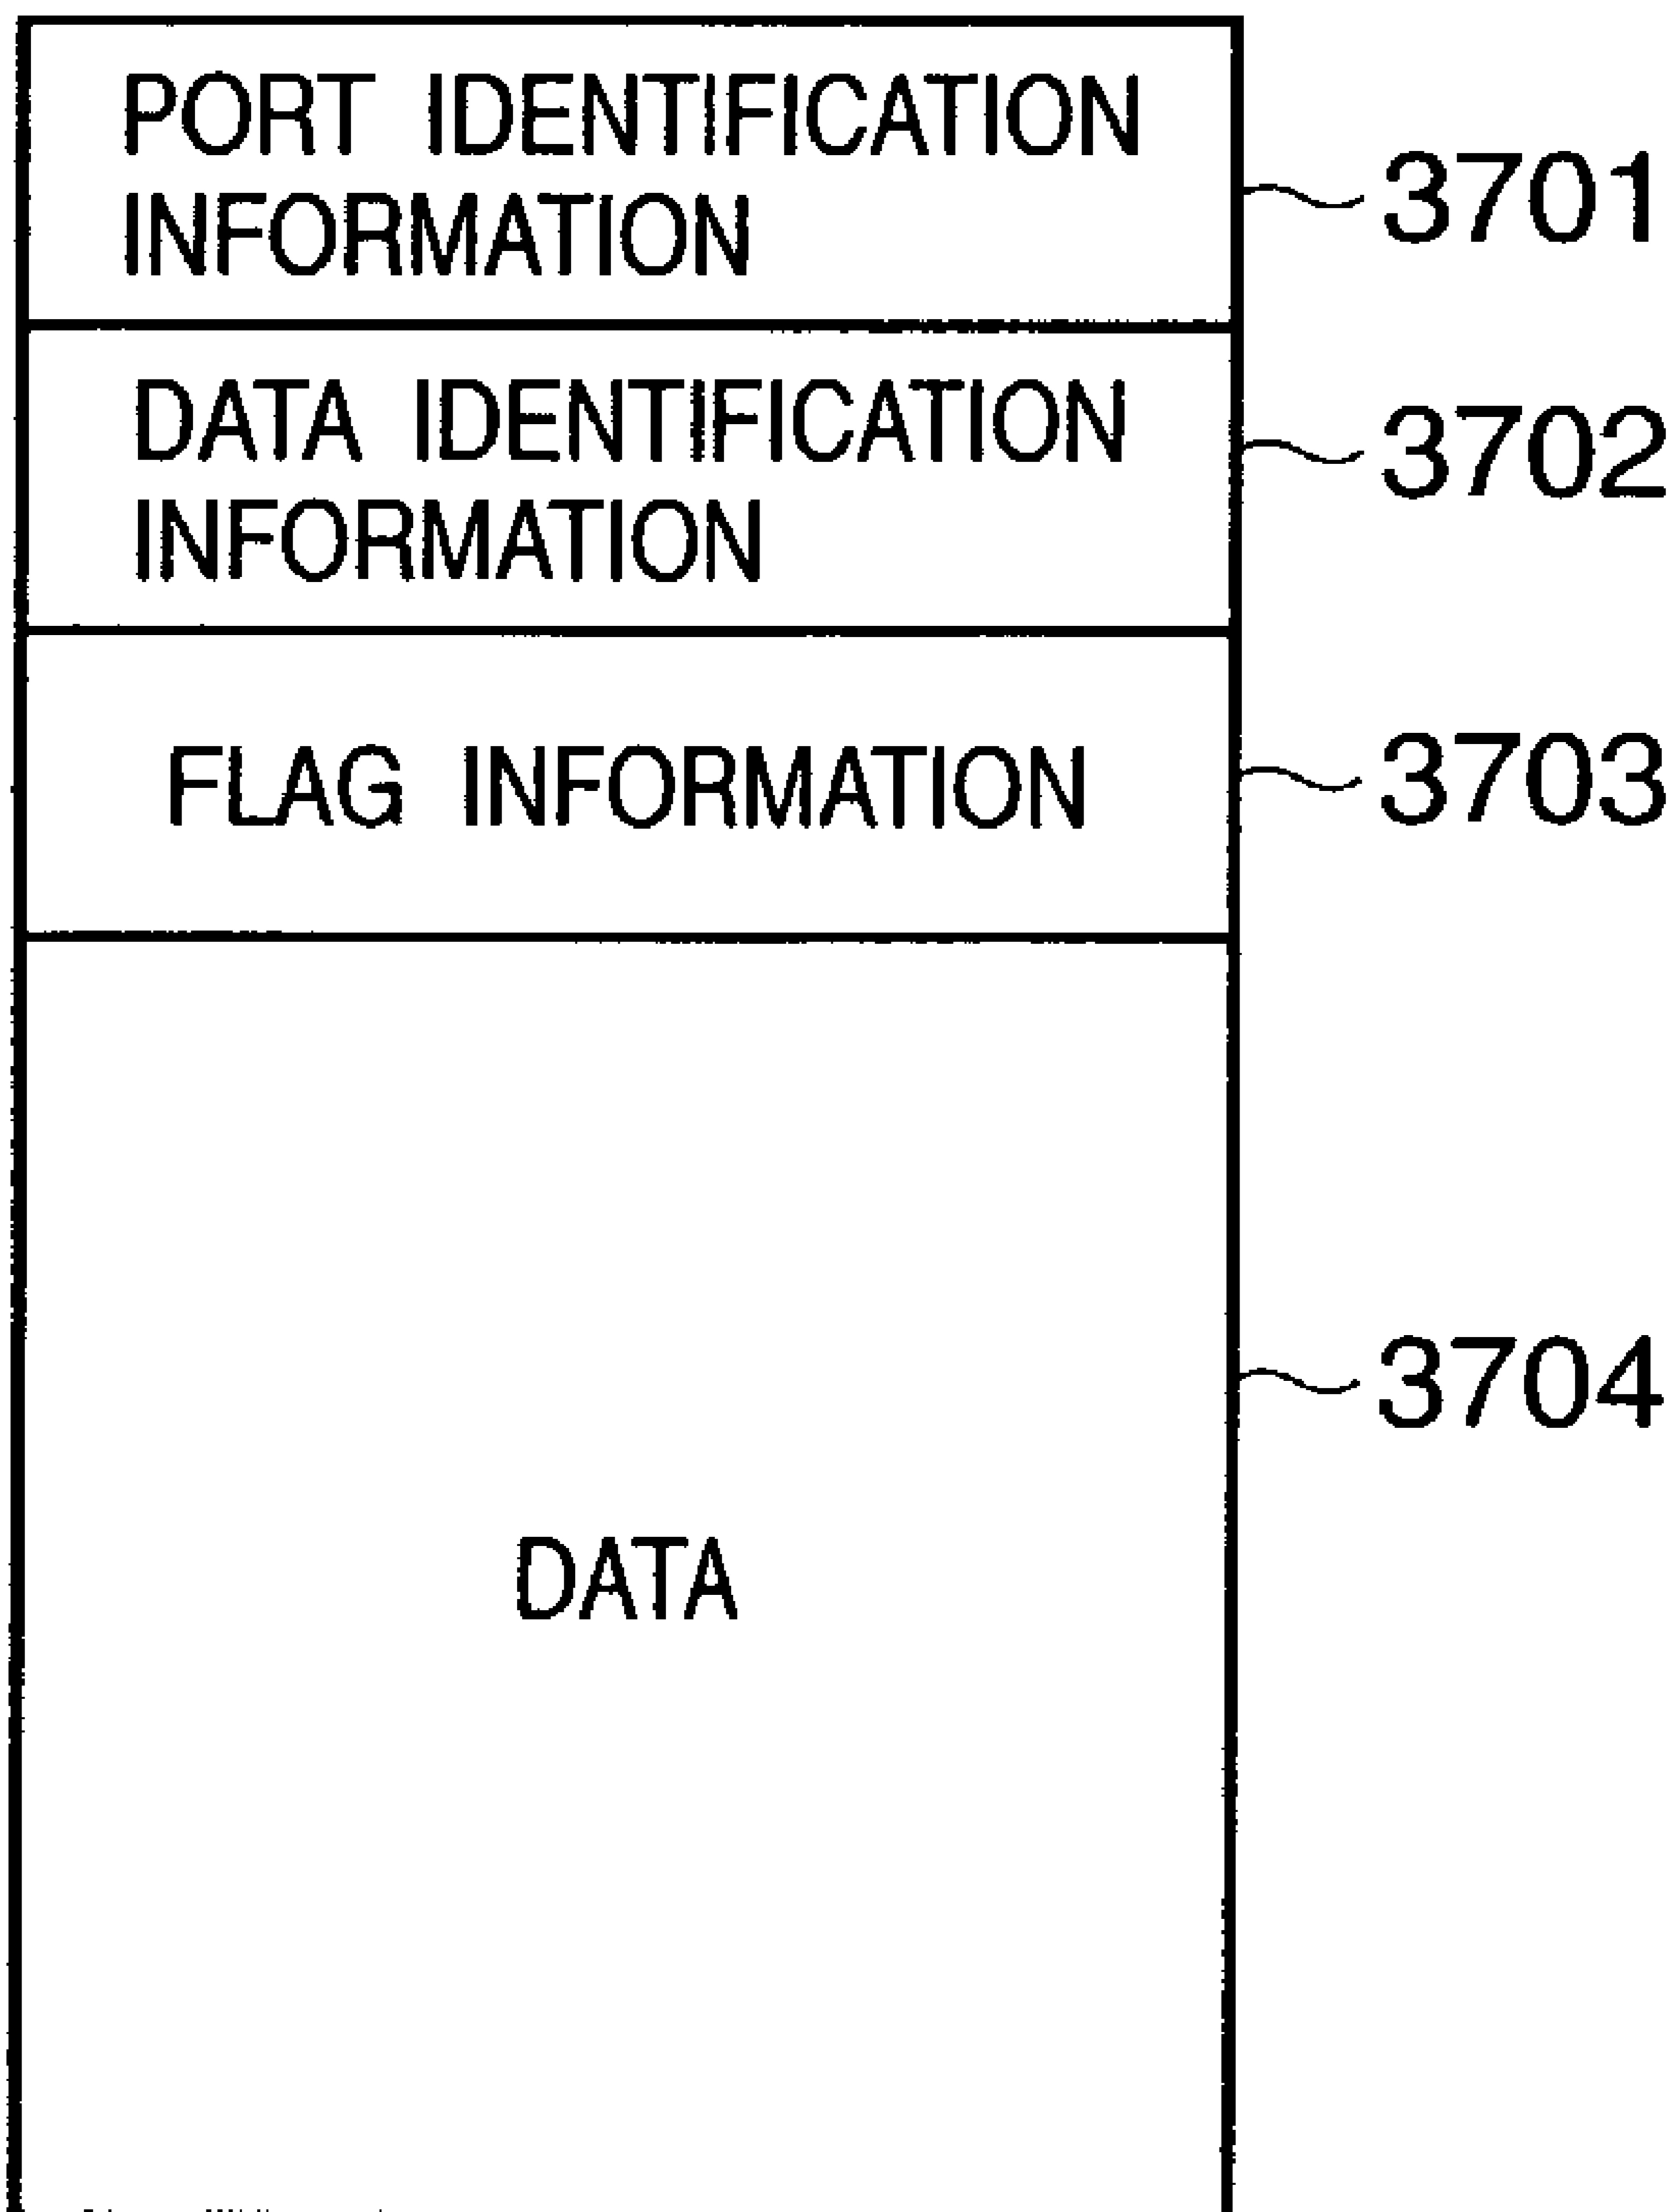 PORT IDENTIFICATION
INFORMATION
3701
DATA IDENTIFICATION
INFORMATION
3702
FLAG INFORMATION
3703
3704
DATA